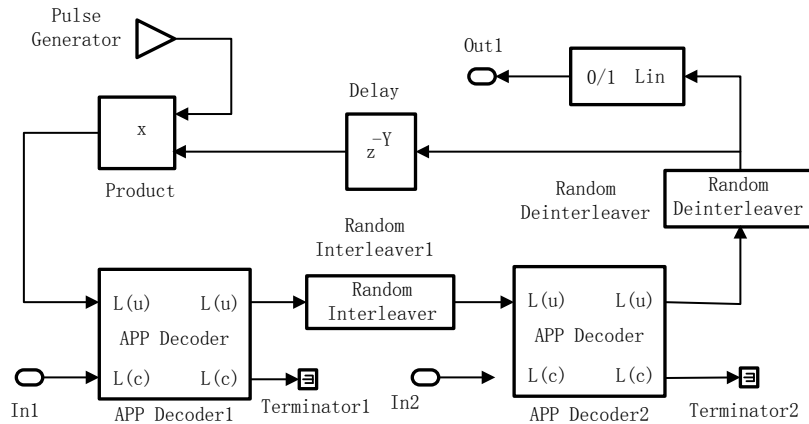 Pulse
Generator
Out1
0/1 Lin
Delay
x
z^-Y
Product
Random
Deinterleaver
Random
Deinterleaver
Random
Interleaver1
L(u) L(u)
APP Decoder
L(c) L(c)
Random
Interleaver
L(u) L(u)
APP Decoder
L(c) L(c)
In1
APP Decoder1
Terminator1
In2
APP Decoder2
Terminator2